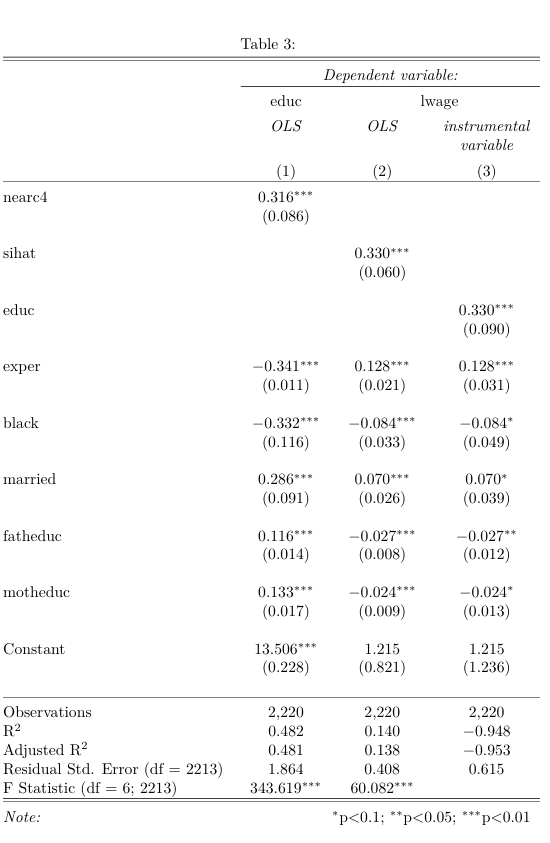 Table 3:
Dependent variable:
educ lwage
OLS OLS instrumental
variable
(1) (2) (3)
nearc4 0.316***
(0.086)
sihat 0.330***
(0.060)
educ 0.330***
(0.090)
exper −0.341*** 0.128*** 0.128***
(0.011) (0.021) (0.031)
black −0.332*** −0.084*** −0.084*
(0.116) (0.033) (0.049)
married 0.286*** 0.070*** 0.070*
(0.091) (0.026) (0.039)
fatheduc 0.116*** −0.027*** −0.027**
(0.014) (0.008) (0.012)
motheduc 0.133*** −0.024*** −0.024*
(0.017) (0.009) (0.013)
Constant 13.506*** 1.215 1.215
(0.228) (0.821) (1.236)
Observations 2,220 2,220 2,220
R² 0.482 0.140 −0.948
Adjusted R² 0.481 0.138 −0.953
Residual Std. Error (df = 2213) 1.864 0.408 0.615
F Statistic (df = 6; 2213) 343.619*** 60.082***
Note: *p<0.1; **p<0.05; ***p<0.01